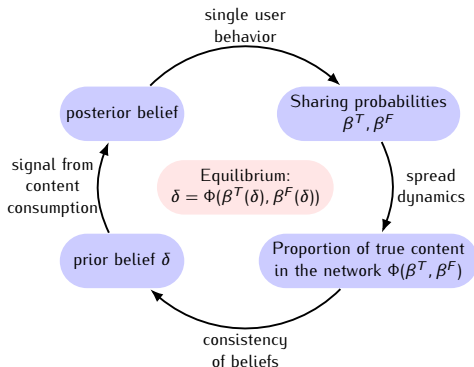 single user
behavior
posterior belief
Sharing probabilities
β^T, β^F
signal from
content
consumption
Equilibrium:
δ = Φ(β^T(δ), β^F(δ))
spread
dynamics
prior belief δ
Proportion of true content
in the network Φ(β^T, β^F)
consistency
of beliefs